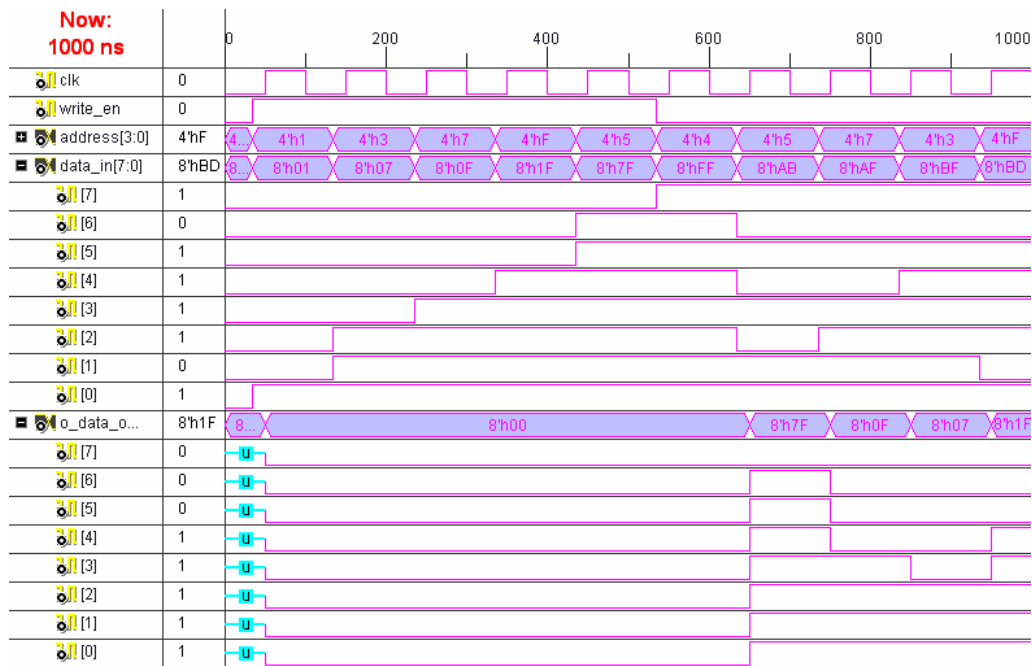 Now:
1000 ns
0 200 400 600 800 1000
clk 0
write_en 0
address[3:0] 4'hF 4... 4'h1 4'h3 4'h7 4'hF 4'h5 4'h4 4'h5 4'h7 4'h3 4'hF
data_in[7:0] 8'hBD 8... 8'h01 8'h07 8'h0F 8'h1F 8'h7F 8'hFF 8'hAB 8'hAF 8'hBF 8'hBD
[7] 1
[6] 0
[5] 1
[4] 1
[3] 1
[2] 1
[1] 0
[0] 1
o_data_o... 8'h1F 8... 8'h00 8'h7F 8'h0F 8'h07 8'h1F
[7] 0 U
[6] 0 U
[5] 0 U
[4] 1 U
[3] 1 U
[2] 1 U
[1] 1 U
[0] 1 U